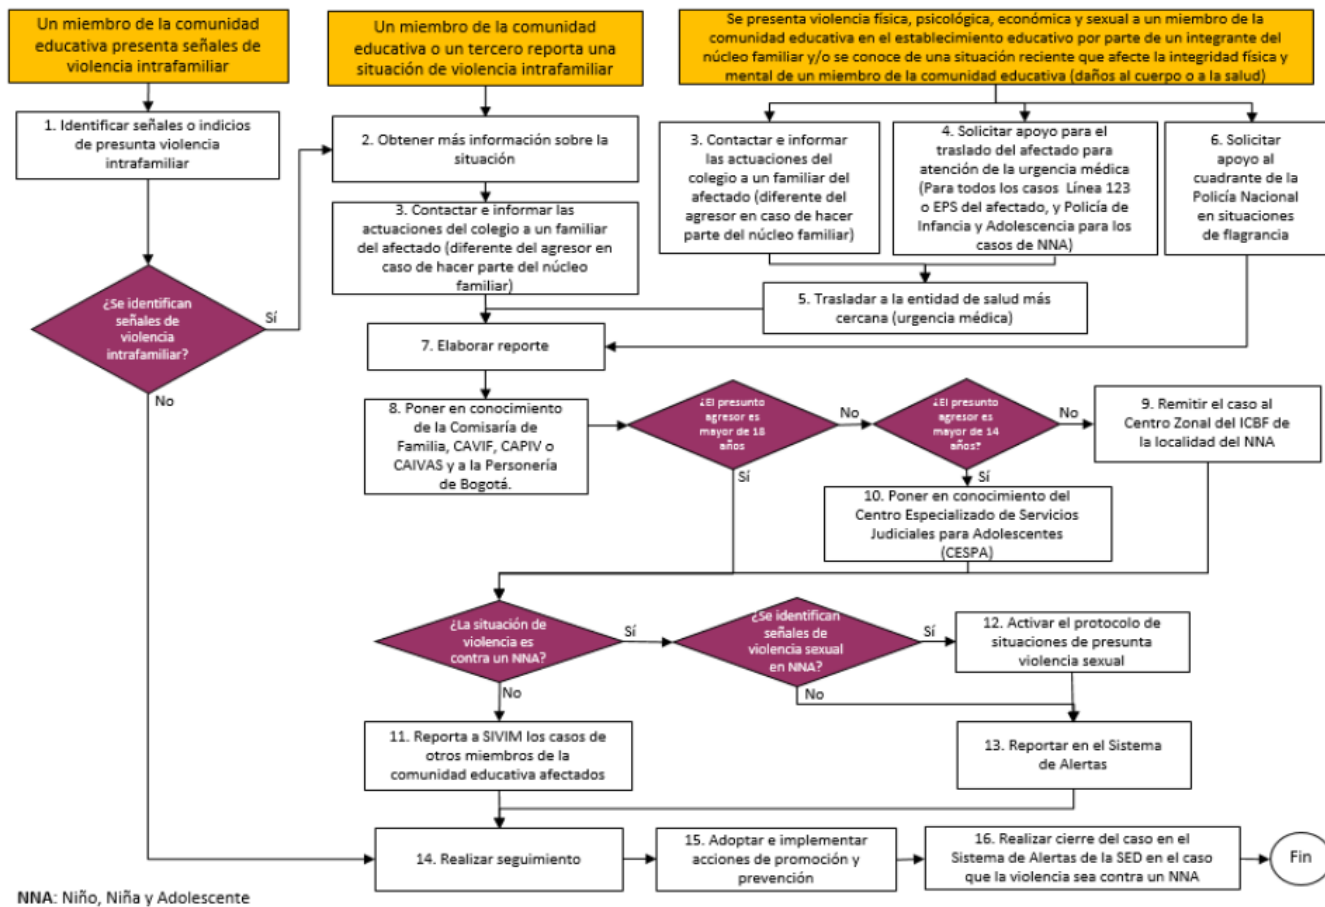 Un miembro de la comunidad
educativa presenta señales de
violencia intrafamiliar
Un miembro de la comunidad
educativa o un tercero reporta una
situación de violencia intrafamiliar
Se presenta violencia física, psicológica, económica y sexual a un miembro de la
comunidad educativa en el establecimiento educativo por parte de un integrante del
núcleo familiar y/o se conoce de una situación reciente que afecte la integridad física y
mental de un miembro de la comunidad educativa (daños al cuerpo o a la salud)
1. Identificar señales o indicios
de presunta violencia
intrafamiliar
2. Obtener más información sobre la
situación
3. Contactar e informar
las actuaciones del
colegio a un familiar del
afectado (diferente del
agresor en caso de hacer
parte del núcleo familiar)
4. Solicitar apoyo para el
traslado del afectado para
atención de la urgencia médica
(Para todos los casos Línea 123
o EPS del afectado, y Policía de
Infancia y Adolescencia para los
casos de NNA)
6. Solicitar
apoyo al
cuadrante de la
Policía Nacional
en situaciones
de flagrancia
3. Contactar e informar las
actuaciones del colegio a un familiar
del afectado (diferente del agresor en
caso de hacer parte del núcleo
familiar)
5. Trasladar a la entidad de salud más
cercana (urgencia médica)
¿Se identifican
señales de
violencia
intrafamiliar?
Sí
No
7. Elaborar reporte
8. Poner en conocimiento
de la Comisaría de
Familia, CAVIF, CAPIV o
CAIVAS y a la Personería
de Bogotá.
¿El presunto
agresor es
mayor de 18
años
No
Sí
¿El presunto
agresor es
mayor de 14
años?
No
Sí
9. Remitir el caso al
Centro Zonal del ICBF de
la localidad del NNA
10. Poner en conocimiento del
Centro Especializado de Servicios
Judiciales para Adolescentes
(CESPA)
¿La situación de
violencia es
contra un NNA?
Sí
No
¿Se identifican
señales de
violencia sexual
en NNA?
Sí
No
12. Activar el protocolo de
situaciones de presunta
violencia sexual
11. Reporta a SIVIM los casos de
otros miembros de la
comunidad educativa afectados
13. Reportar en el Sistema
de Alertas
14. Realizar seguimiento
15. Adoptar e implementar
acciones de promoción y
prevención
16. Realizar cierre del caso en el
Sistema de Alertas de la SED en el caso
que la violencia sea contra un NNA
Fin
NNA: Niño, Niña y Adolescente